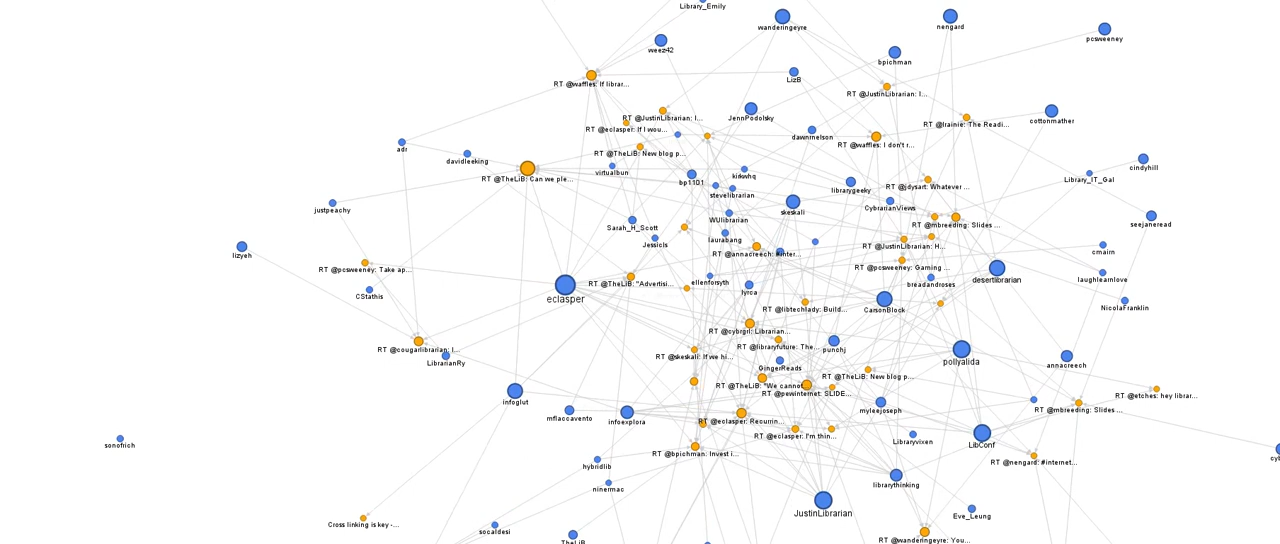 Library_Emily
wanderingeyre
nengard
pcsweeney
weez42
bpichman
LizB
RT @waffles: If librar...
RT @JustinLibrarian: I...
JennPodolsky
cottonmather
RT @JustinLibrarian: I...
RT @lrainie: The Readi...
RT @eclasper: If I wou...
dawnrnelson
RT @waffles: I don't r...
adr
davidleeking
RT @TheLiB: New blog p...
virtualbun
kirkwhq
cindyhill
RT @TheLiB: Can we ple...
bp1101
stevelibrarian
librarygeeky
RT @jdysart: Whatever ...
Library_IT_Gal
justpeachy
skeskali
CybrarianViews
WUlibrarian
Sarah_H_Scott
RT @mbreeding: Slides ...
seejaneread
laurabang
Jessicls
RT @JustinLibrarian: H...
lizyeh
RT @annacreech: #inter...
cmairn
RT @pcsweeney: Take ap...
RT @pcsweeney: Gaming ...
CStathis
RT @TheLiB: "Advertisi...
ellenforsyth
lyrca
breadandroses
desertlibrarian
laughlearnlove
eclasper
RT @libtechlady: Build...
CarsonBlock
NicolaFranklin
RT @cybrgrl: Librarian...
RT @cougarlibrarian: I...
LibrarianRy
RT @skeskali: If we hi...
RT @libraryfuture: The...
punchj
pollyalida
annacreech
GingerReads
RT @TheLiB: "We cannot
RT @TheLiB: New blog p...
RT @pewinternet: SLIDE...
RT @etches: hey librar...
infoglut
mflaccavento
infoexplora
RT @eclasper: Recurrin...
myleejoseph
RT @mbreeding: Slides ...
RT @eclasper: I'm thin...
Libraryvixen
LibConf
sonofrich
RT @bpichman: Invest i...
RT @nengard: #internet...
hybridlib
ninermac
librarythinking
JustinLibrarian
Eve_Leung
Cross linking is key -...
socaldesi
TheLiB
RT @wanderingeyre: You...